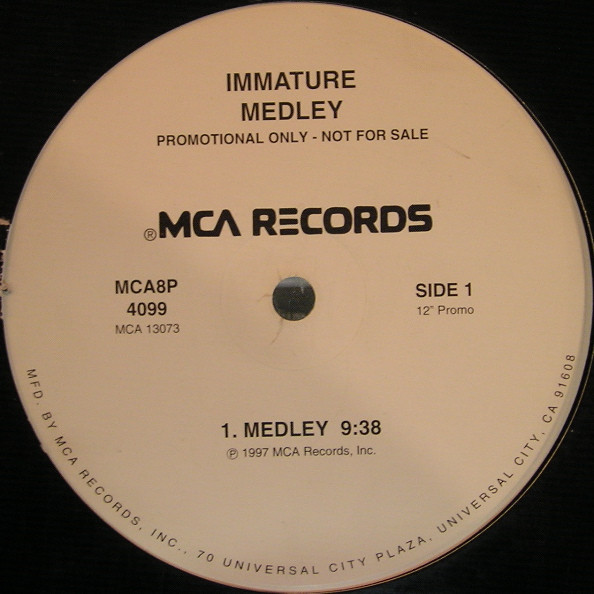 IMMATURE
MEDLEY
PROMOTIONAL ONLY - NOT FOR SALE
®MCA RECORDS
MCA8P
4099
MCA 13073
SIDE 1
12" Promo
1. MEDLEY 9:38
℗ 1997 MCA Records, Inc.
MFD. BY MCA RECORDS, INC., 70 UNIVERSAL CITY PLAZA, UNIVERSAL CITY, CA 91608